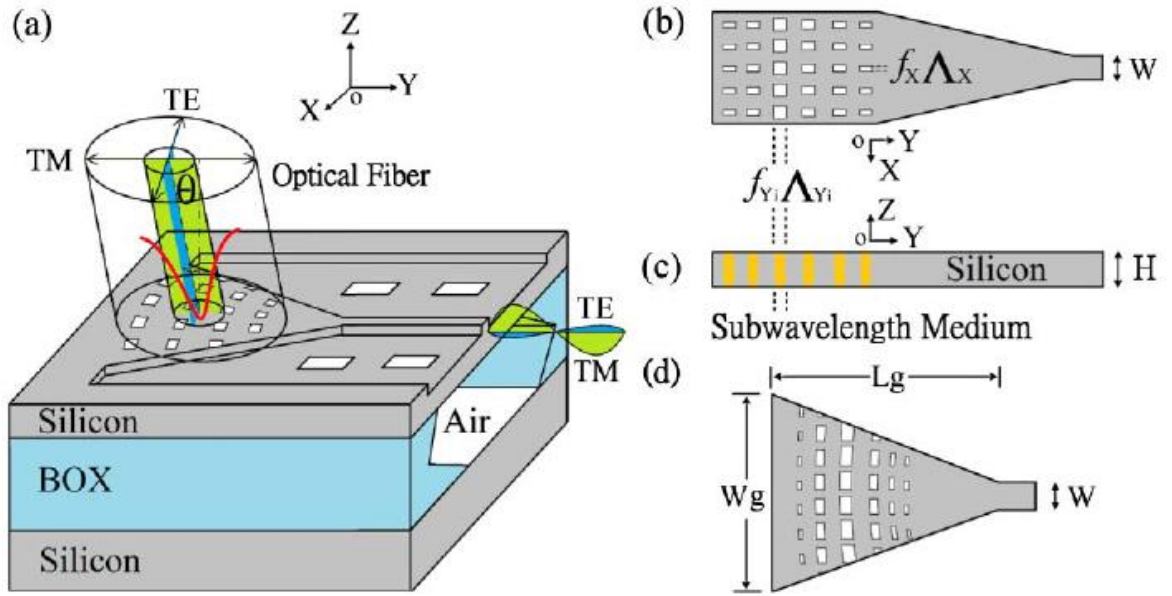 (a)
Z
Y
X
o
TE
TM
θ
Optical Fiber
TE
TM
Air
Silicon
BOX
Silicon
(b)
fX ΛX
W
o
Y
X
fYi ΛYi
Z
o
Y
(c)
Silicon
H
Subwavelength Medium
(d)
Lg
Wg
W